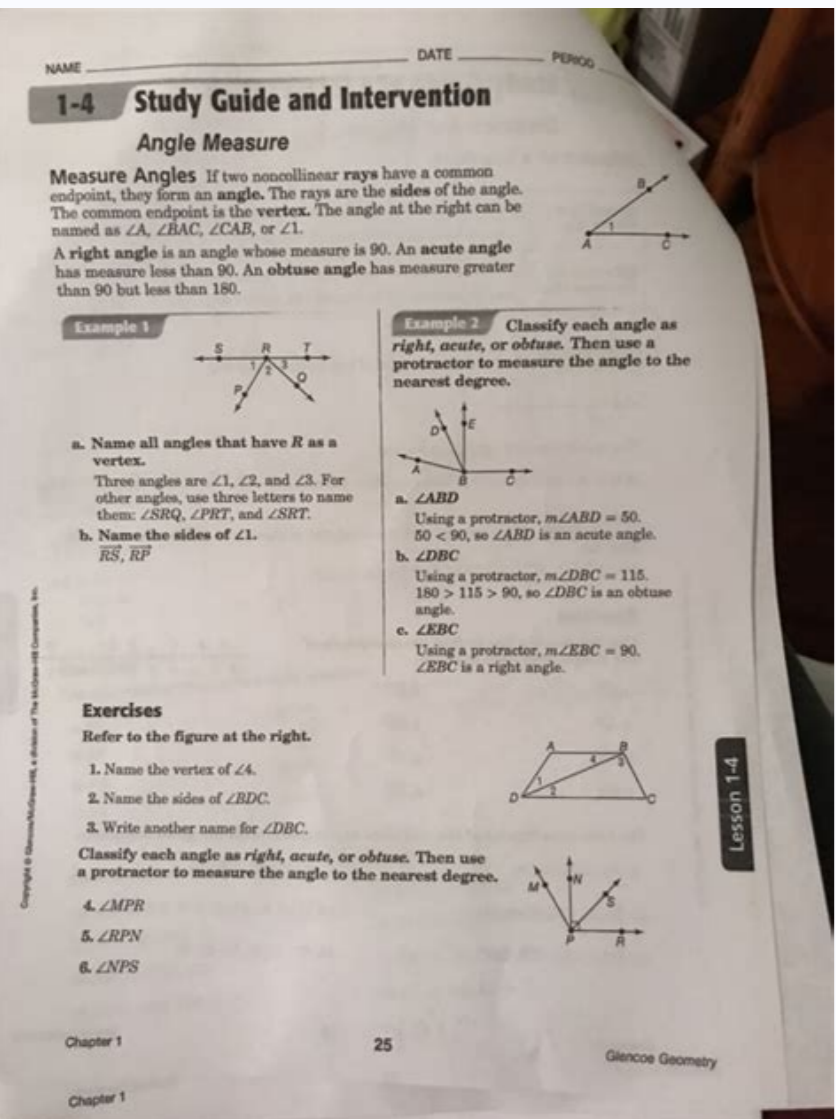 NAME DATE PERIOD
1-4 Study Guide and Intervention
Angle Measure
Measure Angles If two noncollinear rays have a common
endpoint, they form an angle. The rays are the sides of the angle.
The common endpoint is the vertex. The angle at the right can be
named as ∠A, ∠BAC, ∠CAB, or ∠1.
A right angle is an angle whose measure is 90. An acute angle
has measure less than 90. An obtuse angle has measure greater
than 90 but less than 180.
B
1
A C
Example 1
S R T
1 2 3
P Q
a. Name all angles that have R as a
vertex.
Three angles are ∠1, ∠2, and ∠3. For
other angles, use three letters to name
them: ∠SRQ, ∠PRT, and ∠SRT.
b. Name the sides of ∠1.
RS, RP
Example 2 Classify each angle as
right, acute, or obtuse. Then use a
protractor to measure the angle to the
nearest degree.
D E
A B C
a. ∠ABD
Using a protractor, m∠ABD = 50.
50 < 90, so ∠ABD is an acute angle.
b. ∠DBC
Using a protractor, m∠DBC = 115.
180 > 115 > 90, so ∠DBC is an obtuse
angle.
c. ∠EBC
Using a protractor, m∠EBC = 90.
∠EBC is a right angle.
Exercises
Refer to the figure at the right.
1. Name the vertex of ∠4.
2. Name the sides of ∠BDC.
3. Write another name for ∠DBC.
A B
4 3
1
2
D C
Classify each angle as right, acute, or obtuse. Then use
a protractor to measure the angle to the nearest degree.
4. ∠MPR
5. ∠RPN
6. ∠NPS
M N
S
P R
Copyright © Glencoe/McGraw-Hill, a division of The McGraw-Hill Companies, Inc.
Lesson 1-4
Chapter 1
25
Glencoe Geometry
Chapter 1